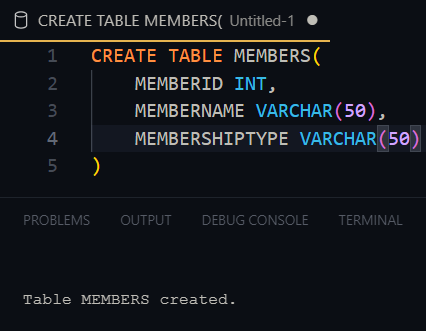 CREATE TABLE MEMBERS( Untitled-1
1 CREATE TABLE MEMBERS(
2 MEMBERID INT,
3 MEMBERNAME VARCHAR(50),
4 MEMBERSHIPTYPE VARCHAR(50)
5 )
PROBLEMS OUTPUT DEBUG CONSOLE TERMINAL
Table MEMBERS created.